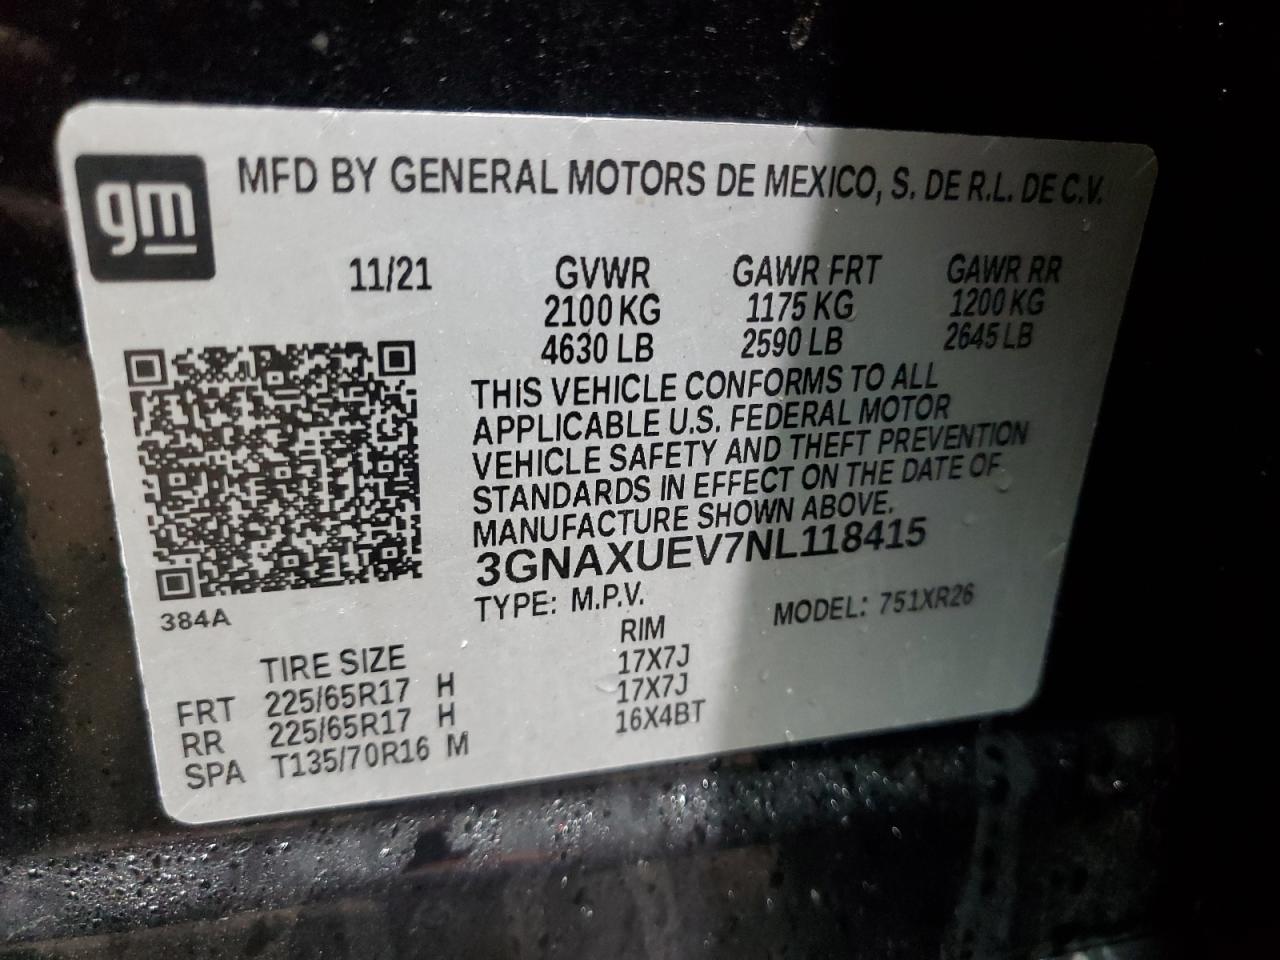 gm
MFD BY GENERAL MOTORS DE MEXICO, S. DE R.L. DE C.V.
11/21 GVWR GAWR FRT GAWR RR
2100 KG 1175 KG 1200 KG
4630 LB 2590 LB 2645 LB
THIS VEHICLE CONFORMS TO ALL
APPLICABLE U.S. FEDERAL MOTOR
VEHICLE SAFETY AND THEFT PREVENTION
STANDARDS IN EFFECT ON THE DATE OF
MANUFACTURE SHOWN ABOVE.
3GNAXUEV7NL118415
384A
TYPE: M.P.V. MODEL: 751XR26
TIRE SIZE RIM
FRT 225/65R17 H 17X7J
RR 225/65R17 H 17X7J
SPA T135/70R16 M 16X4BT